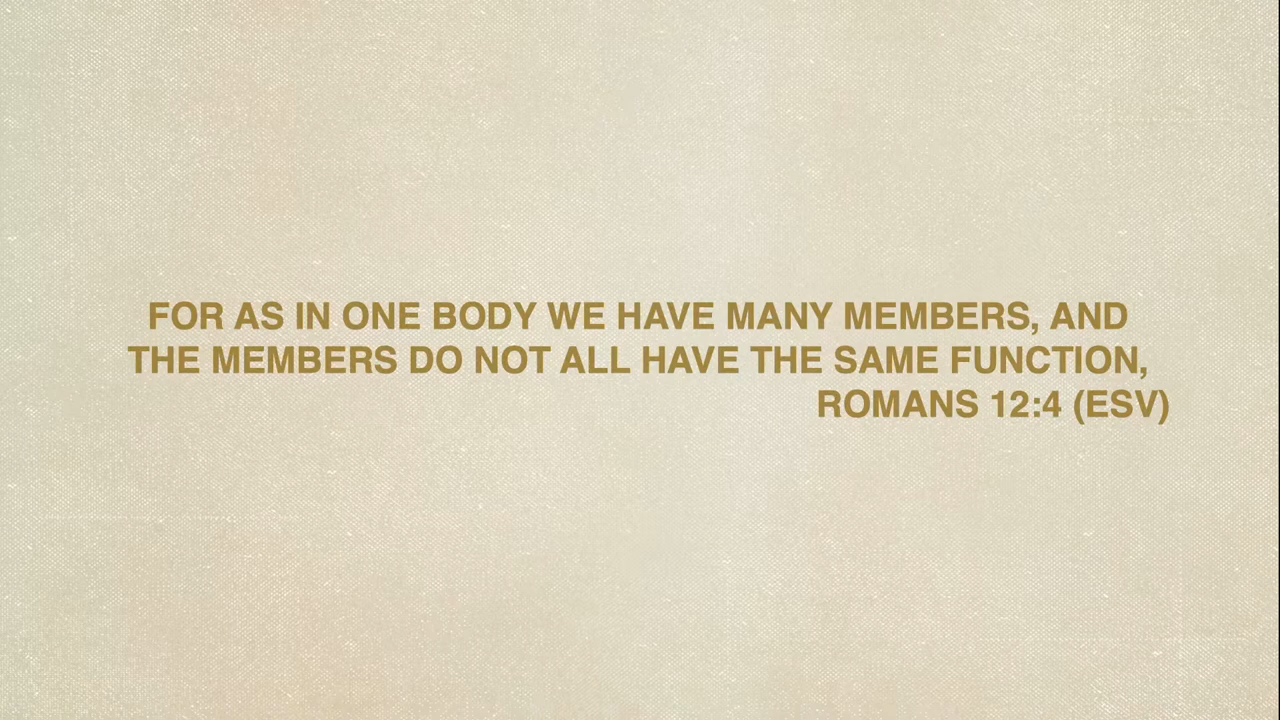 FOR AS IN ONE BODY WE HAVE MANY MEMBERS, AND
THE MEMBERS DO NOT ALL HAVE THE SAME FUNCTION,
ROMANS 12:4 (ESV)